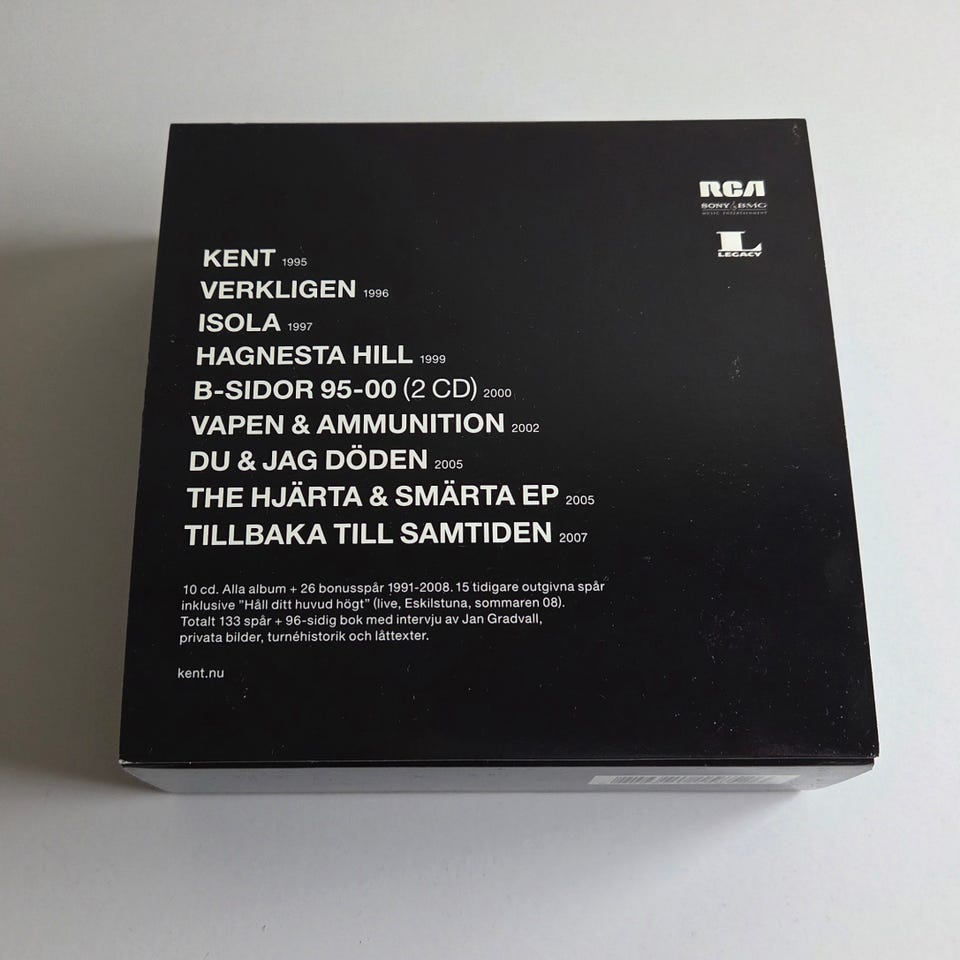 RCA
SONY BMG
MUSIC ENTERTAINMENT
L
LEGACY
KENT 1995
VERKLIGEN 1996
ISOLA 1997
HAGNESTA HILL 1999
B-SIDOR 95-00 (2 CD) 2000
VAPEN & AMMUNITION 2002
DU & JAG DÖDEN 2005
THE HJÄRTA & SMÄRTA EP 2005
TILLBAKA TILL SAMTIDEN 2007
10 cd. Alla album + 26 bonusspår 1991-2008. 15 tidigare outgivna spår
inklusive "Håll ditt huvud högt" (live, Eskilstuna, sommaren 08).
Totalt 133 spår + 96-sidig bok med intervju av Jan Gradvall,
privata bilder, turnéhistorik och låttexter.
kent.nu